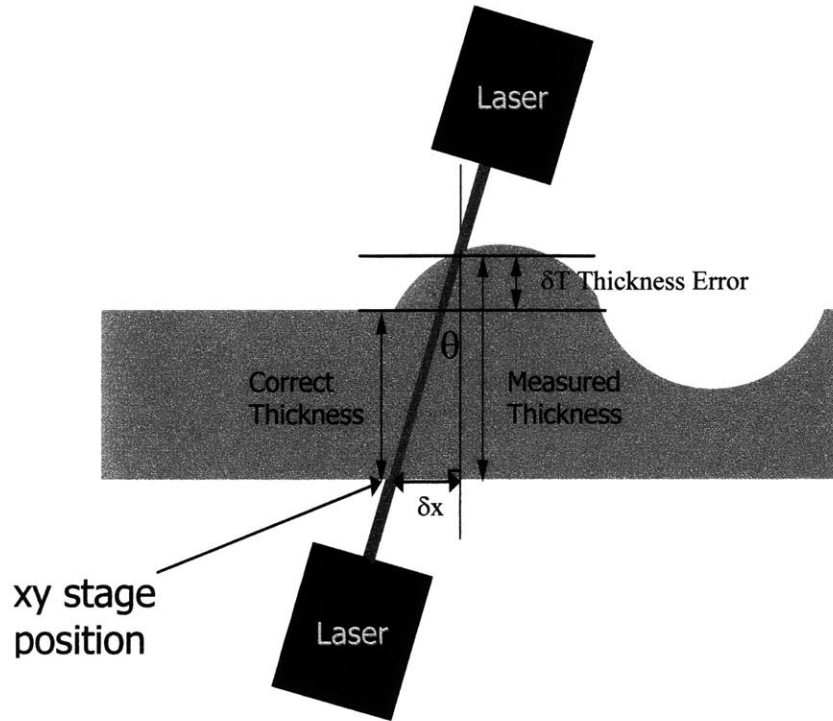 Laser
δT Thickness Error
θ
Correct
Thickness
Measured
Thickness
δx
xy stage
position
Laser